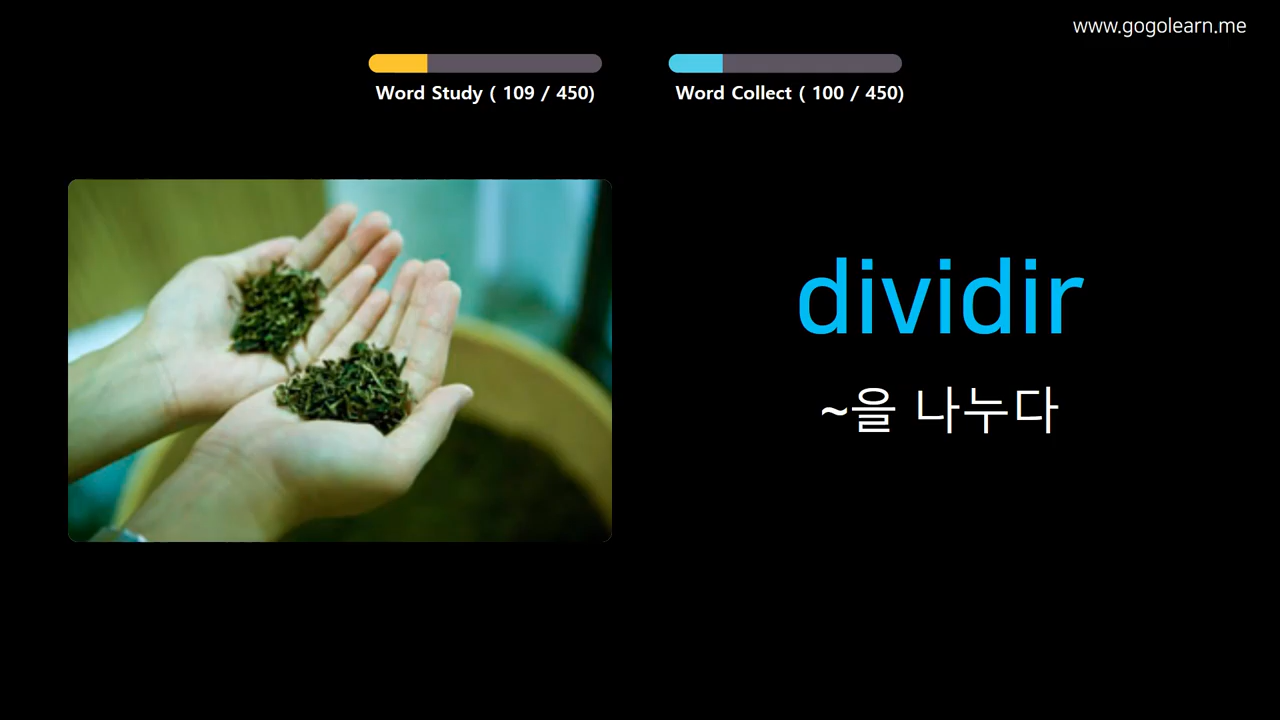 www.gogolearn.me
Word Study ( 109 / 450)
Word Collect ( 100 / 450)
dividir
~을 나누다